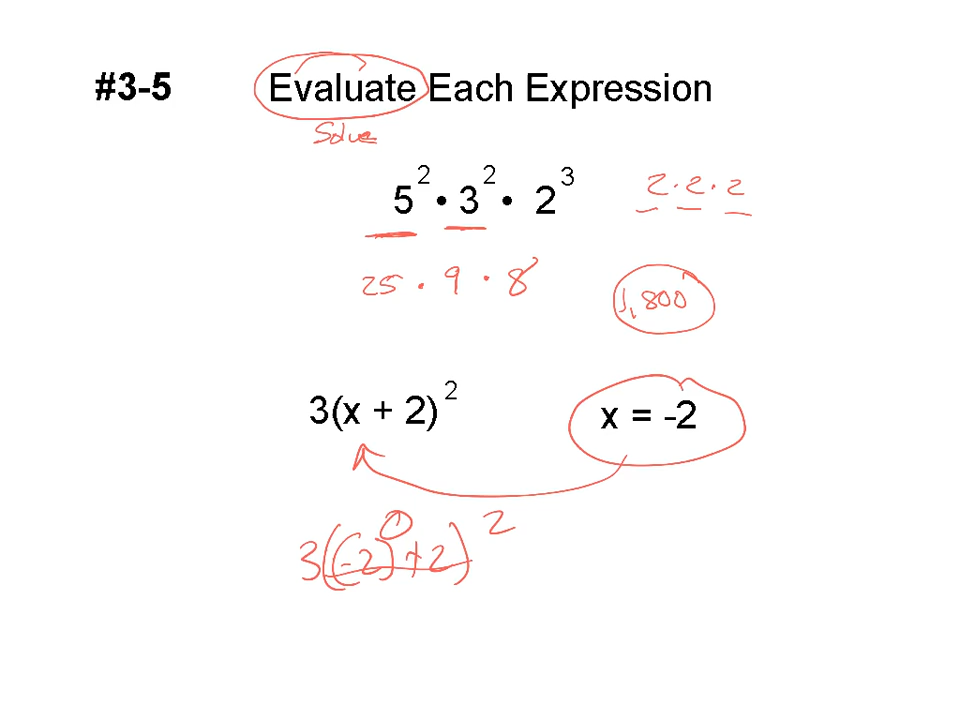 #3-5 Evaluate Each Expression
Solve
5² • 3² • 2³ 2 · 2 · 2
25 · 9 · 8
1,800
3(x + 2)² x = -2
0
3((-2)+2)²